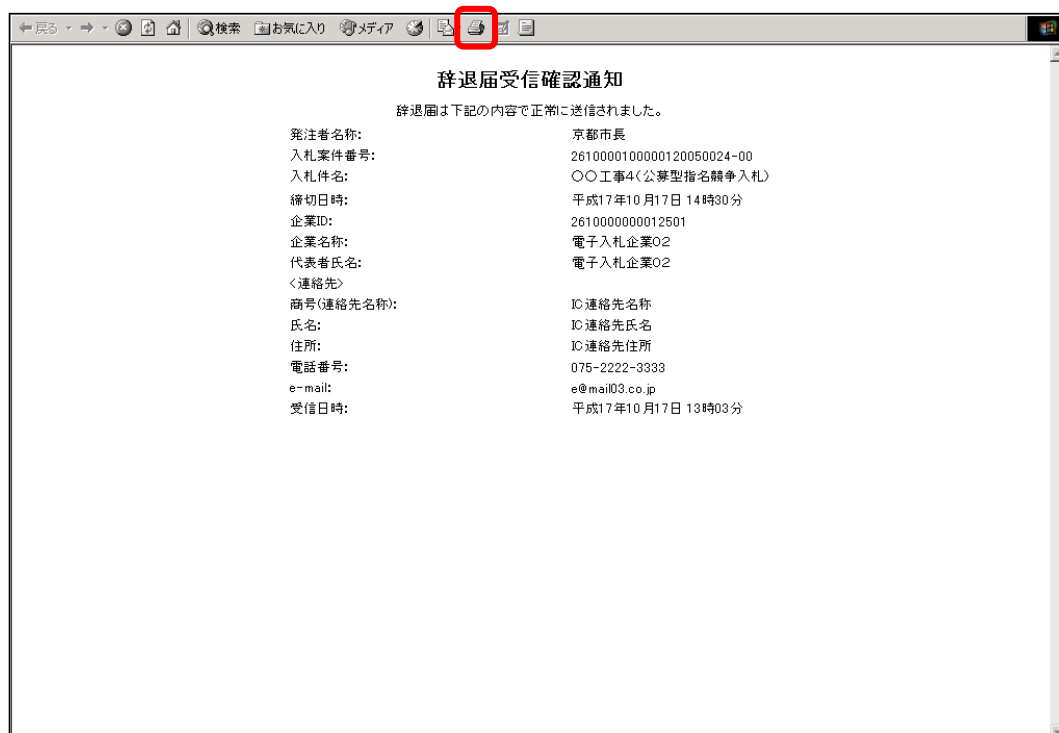 戻る 検索 お気に入り メディア
辞退届受信確認通知
辞退届は下記の内容で正常に送信されました。
発注者名称: 京都市長
入札案件番号: 2610000100000120050024-00
入札件名: 〇〇工事4(公募型指名競争入札)
締切日時: 平成17年10月17日 14時30分
企業ID: 2610000000012501
企業名称: 電子入札企業02
代表者氏名: 電子入札企業02
<連絡先>
商号(連絡先名称): IC連絡先名称
氏名: IC連絡先氏名
住所: IC連絡先住所
電話番号: 075-2222-3333
e-mail: e@mail03.co.jp
受信日時: 平成17年10月17日 13時03分